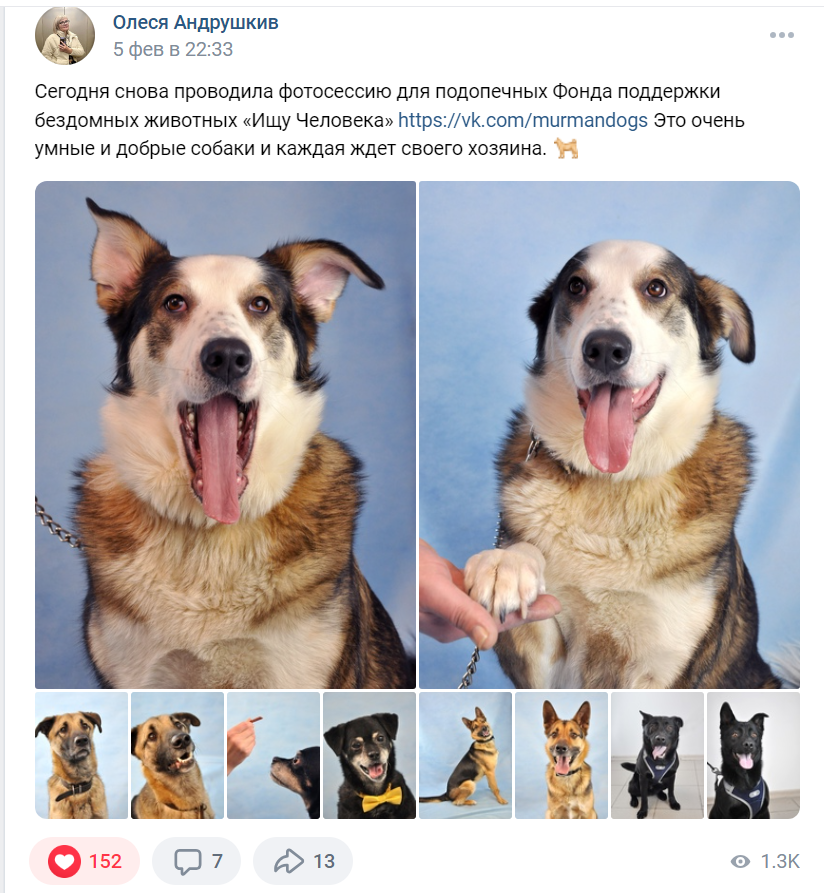 Олеся Андрушкив
5 фев в 22:33
Сегодня снова проводила фотосессию для подопечных Фонда поддержки
бездомных животных «Ищу Человека» https://vk.com/murmandogs Это очень
умные и добрые собаки и каждая ждет своего хозяина.
152
7
13
1.3K